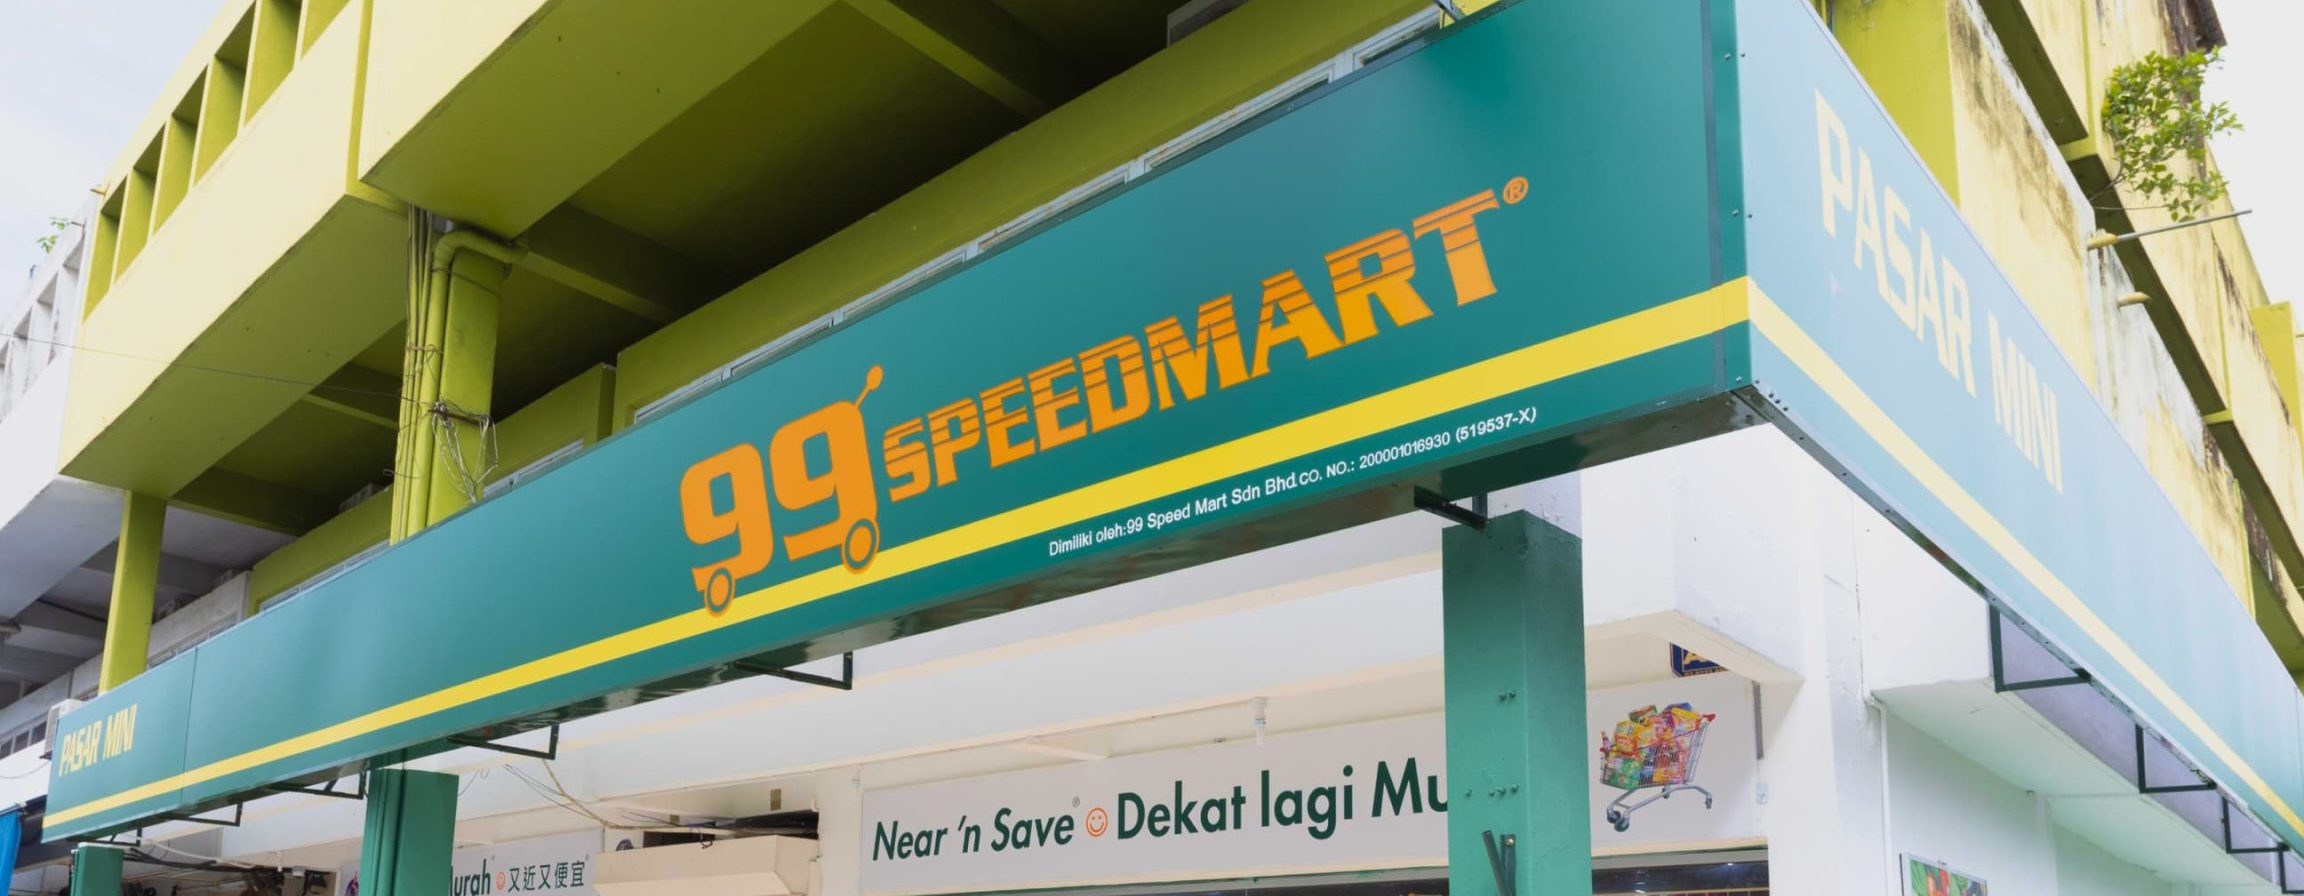 99 SPEEDMART®
Dimiliki oleh:99 Speed Mart Sdn Bhd.CO. NO.: 200001016930 (519537-X)
PASAR MINI
PASAR MINI
Near 'n Save® Dekat lagi Mu
urah 又近又便宜